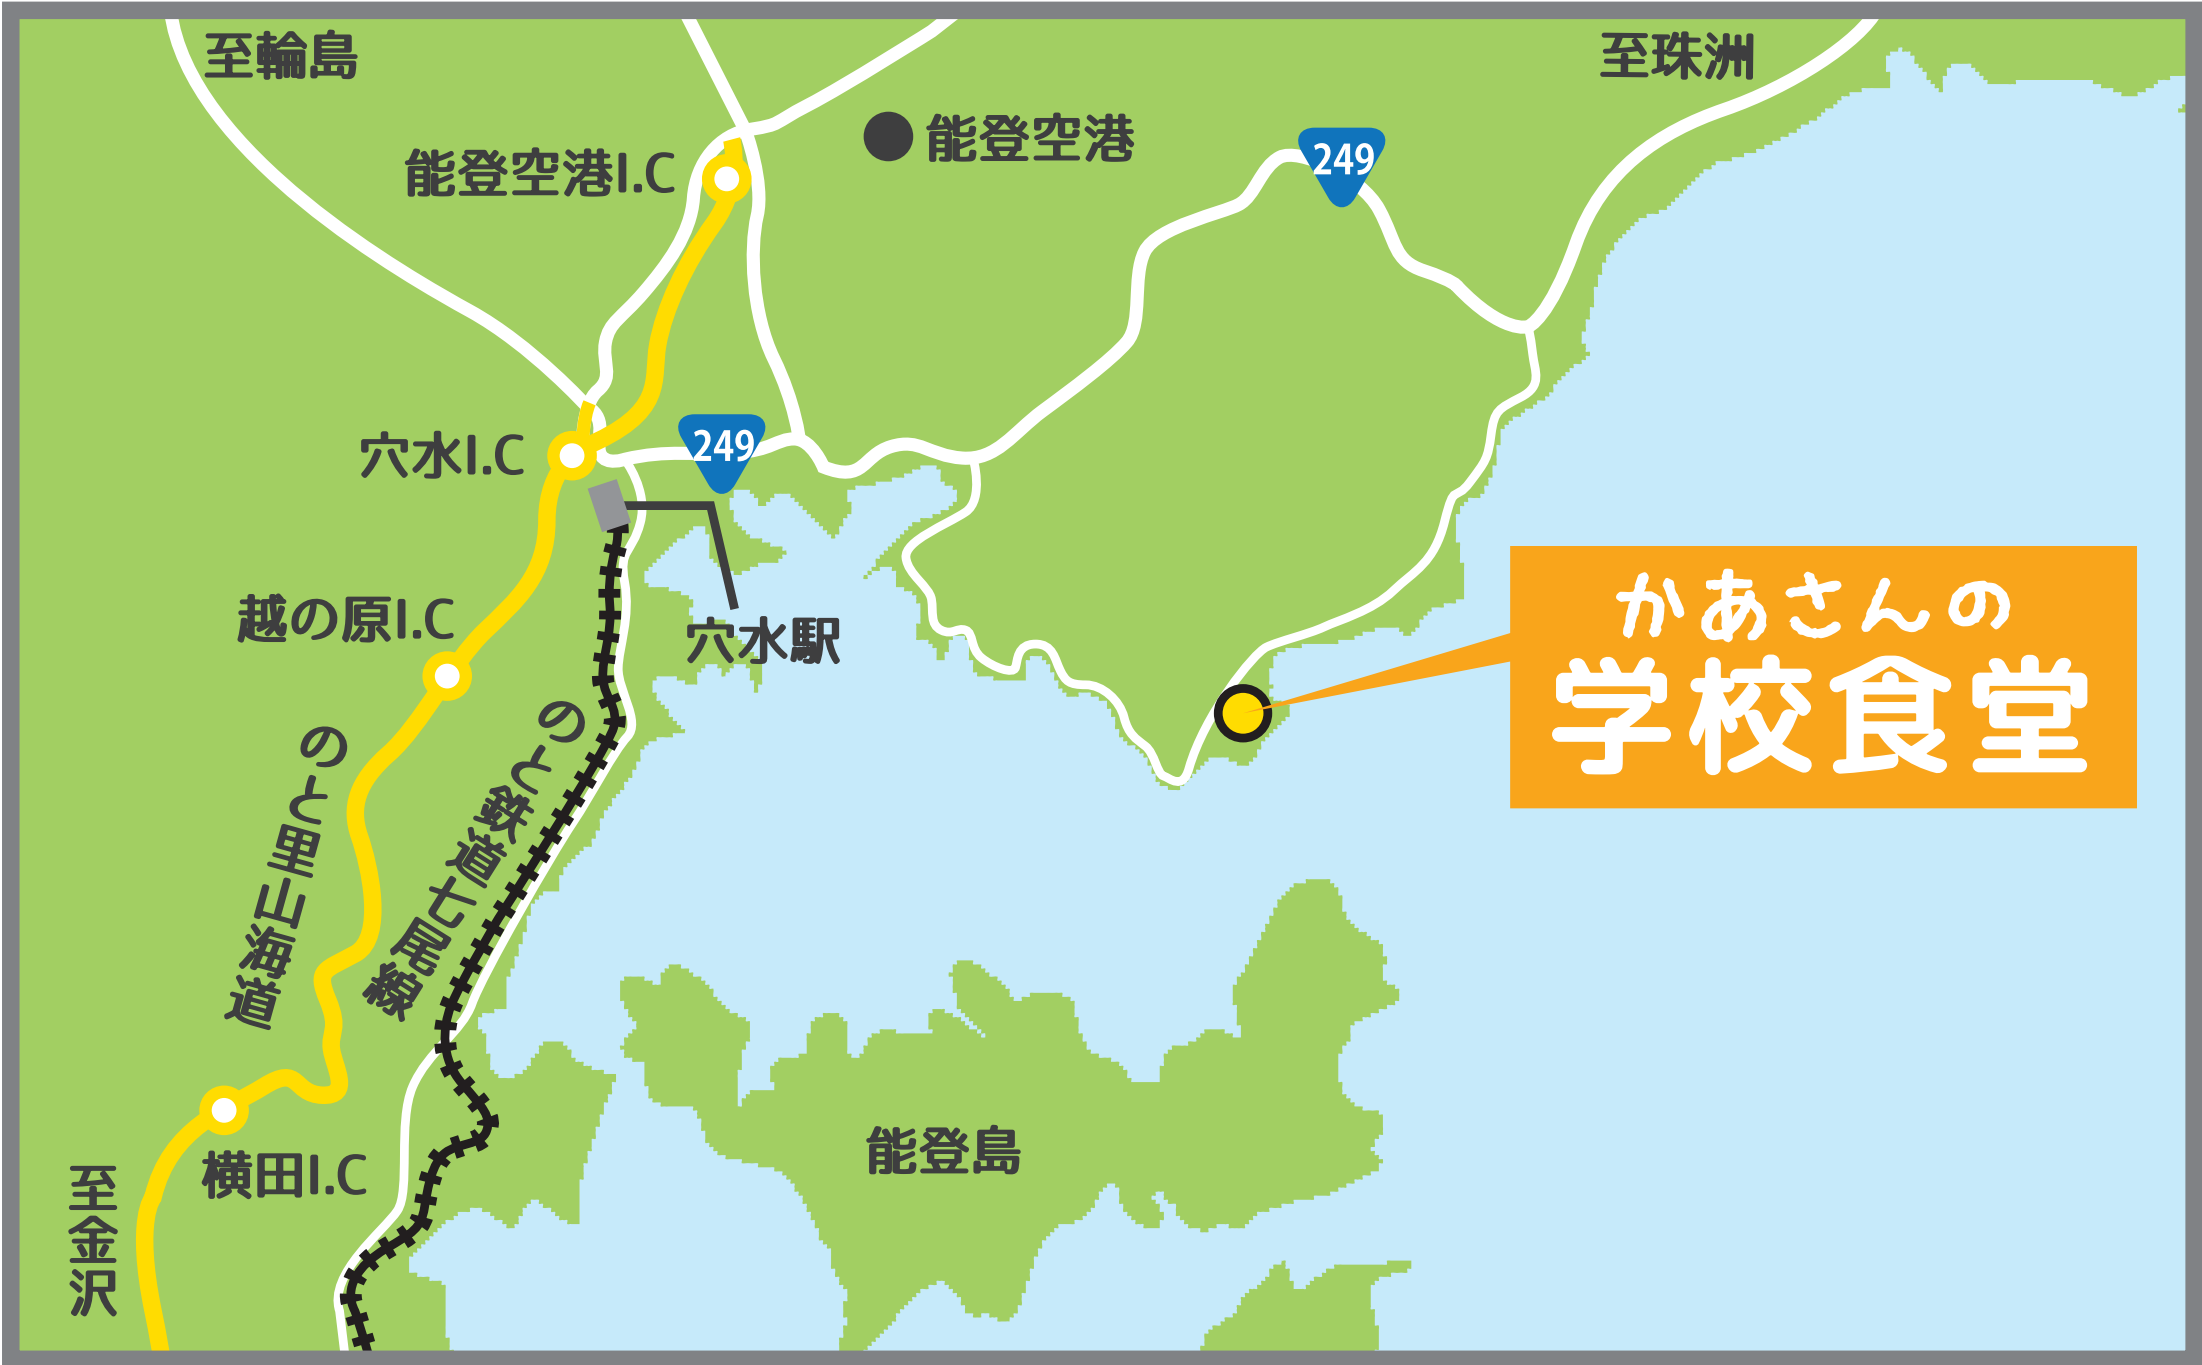 至輪島
至珠洲
能登空港
249
能登空港I.C
249
穴水I.C
かあさんの
学校食堂
越の原I.C
穴水駅
のと里山海道
のと鉄道七尾線
能登島
横田I.C
至金沢